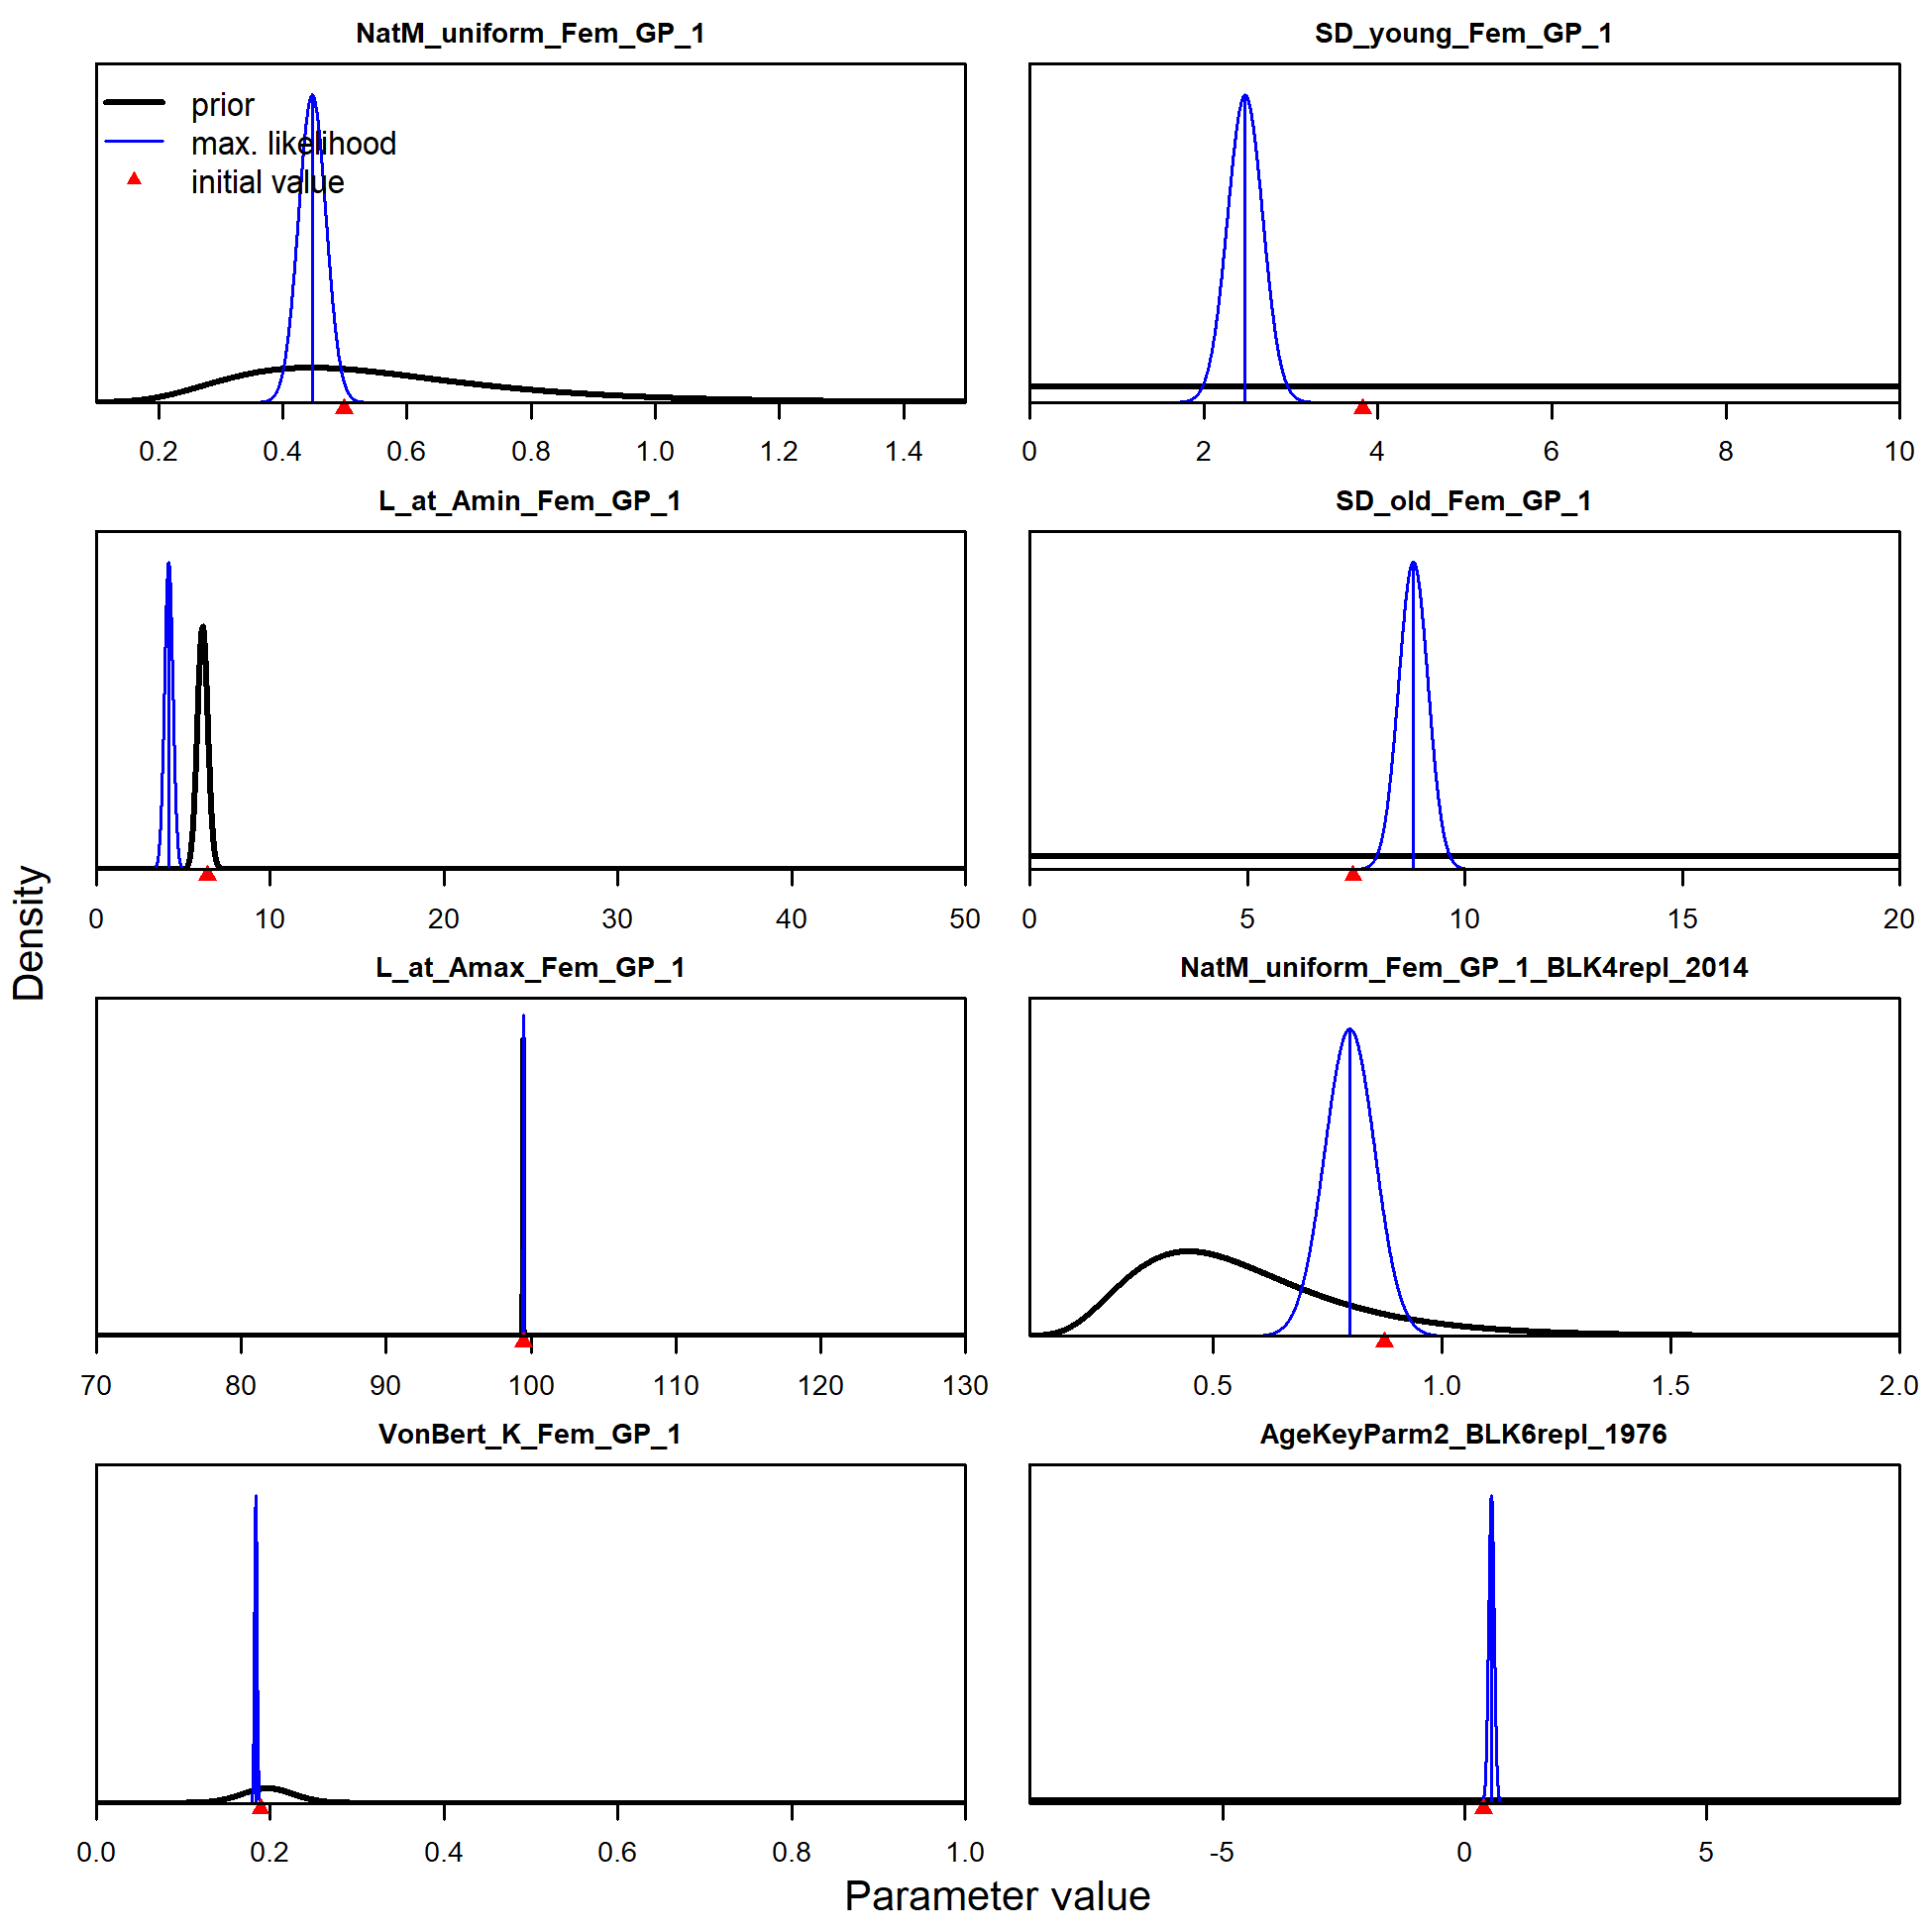 NatM_uniform_Fem_GP_1
prior
max. likelihood
initial value
0.2 0.4 0.6 0.8 1.0 1.2 1.4
SD_young_Fem_GP_1
0 2 4 6 8 10
L_at_Amin_Fem_GP_1
0 10 20 30 40 50
SD_old_Fem_GP_1
0 5 10 15 20
L_at_Amax_Fem_GP_1
70 80 90 100 110 120 130
NatM_uniform_Fem_GP_1_BLK4repl_2014
0.5 1.0 1.5 2.0
VonBert_K_Fem_GP_1
0.0 0.2 0.4 0.6 0.8 1.0
AgeKeyParm2_BLK6repl_1976
-5 0 5
Density
Parameter value